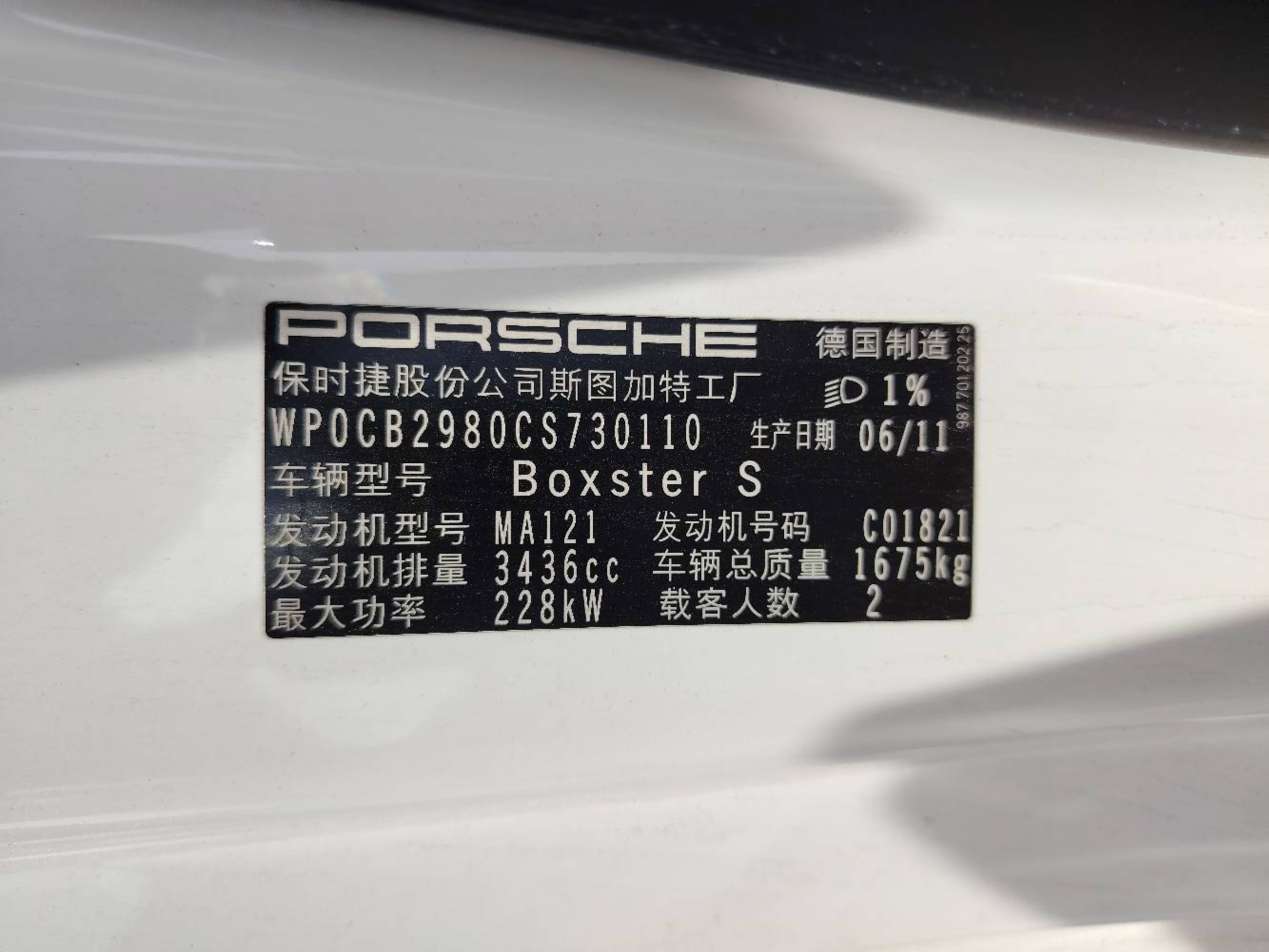 PORSCHE 德国制造
保时捷股份公司斯图加特工厂 1%
WP0CB2980CS730110 生产日期 06/11
车辆型号 Boxster S
发动机型号 MA121 发动机号码 C01821
发动机排量 3436cc 车辆总质量 1675kg
最大功率 228kW 载客人数 2
987 701 202 25